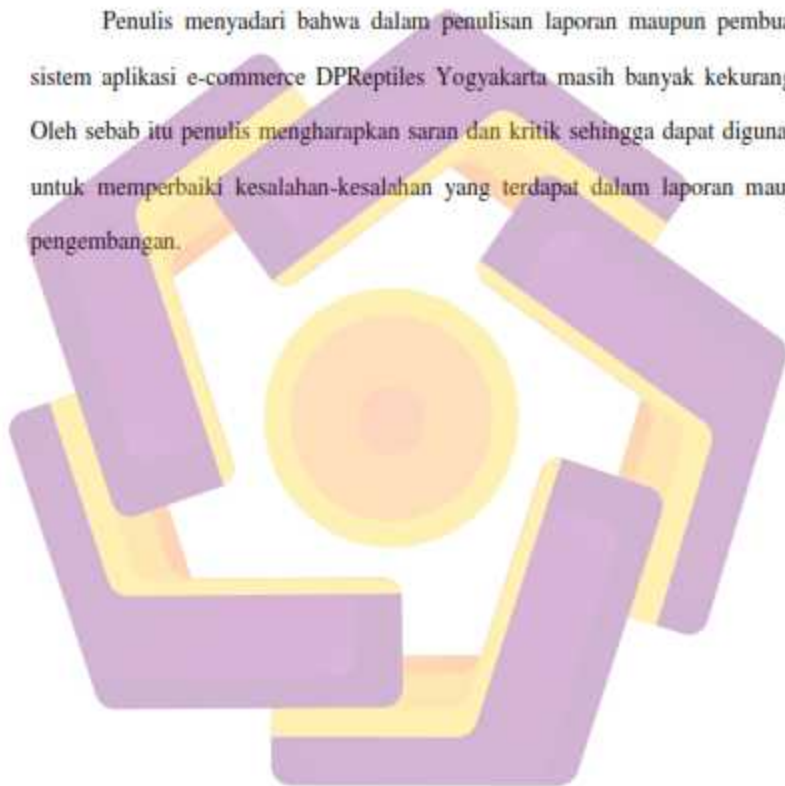 Penulis menyadari bahwa dalam penulisan laporan maupun pembua
sistem aplikasi e-commerce DPReptiles Yogyakarta masih banyak kekurang
Oleh sebab itu penulis mengharapkan saran dan kritik sehingga dapat diguna
untuk memperbaiki kesalahan-kesalahan yang terdapat dalam laporan mau
pengembangan.